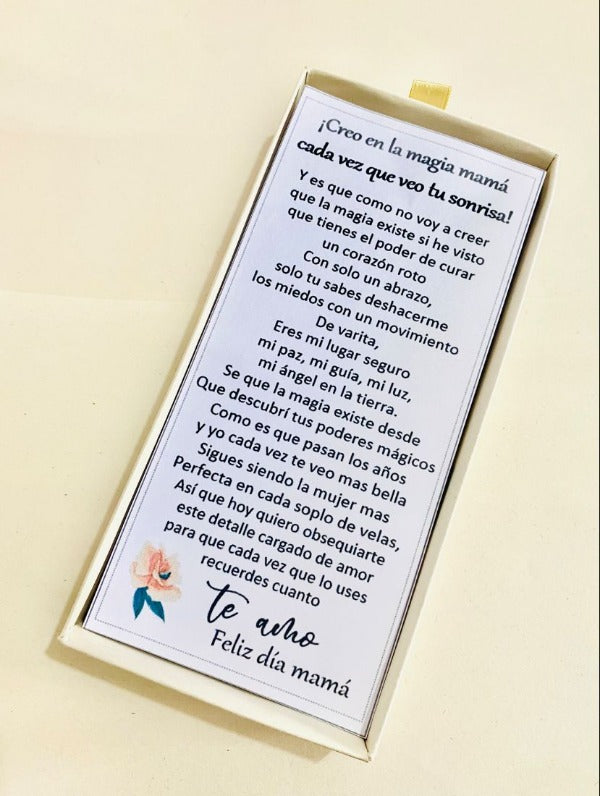 ¡Creo en la magia mamá
cada vez que veo tu sonrisa!
Y es que como no voy a creer
que la magia existe si he visto
que tienes el poder de curar
un corazón roto
Con solo un abrazo,
solo tu sabes deshacerme
los miedos con un movimiento
De varita,
Eres mi lugar seguro
mi paz, mi guía, mi luz,
mi ángel en la tierra.
Se que la magia existe desde
Que descubrí tus poderes mágicos
Como es que pasan los años
y yo cada vez te veo mas bella
Sigues siendo la mujer mas
Perfecta en cada soplo de velas,
Así que hoy quiero obsequiarte
este detalle cargado de amor
para que cada vez que lo uses
recuerdes cuanto
te amo
Feliz día mamá